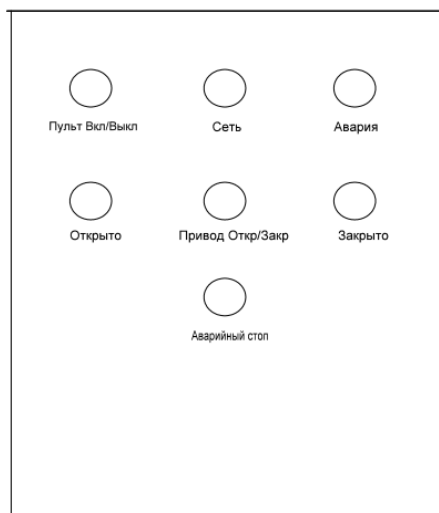 Пульт Вкл/Выкл
Сеть
Авария
Открыто
Привод Откр/Закр
Закрыто
Аварийный стоп